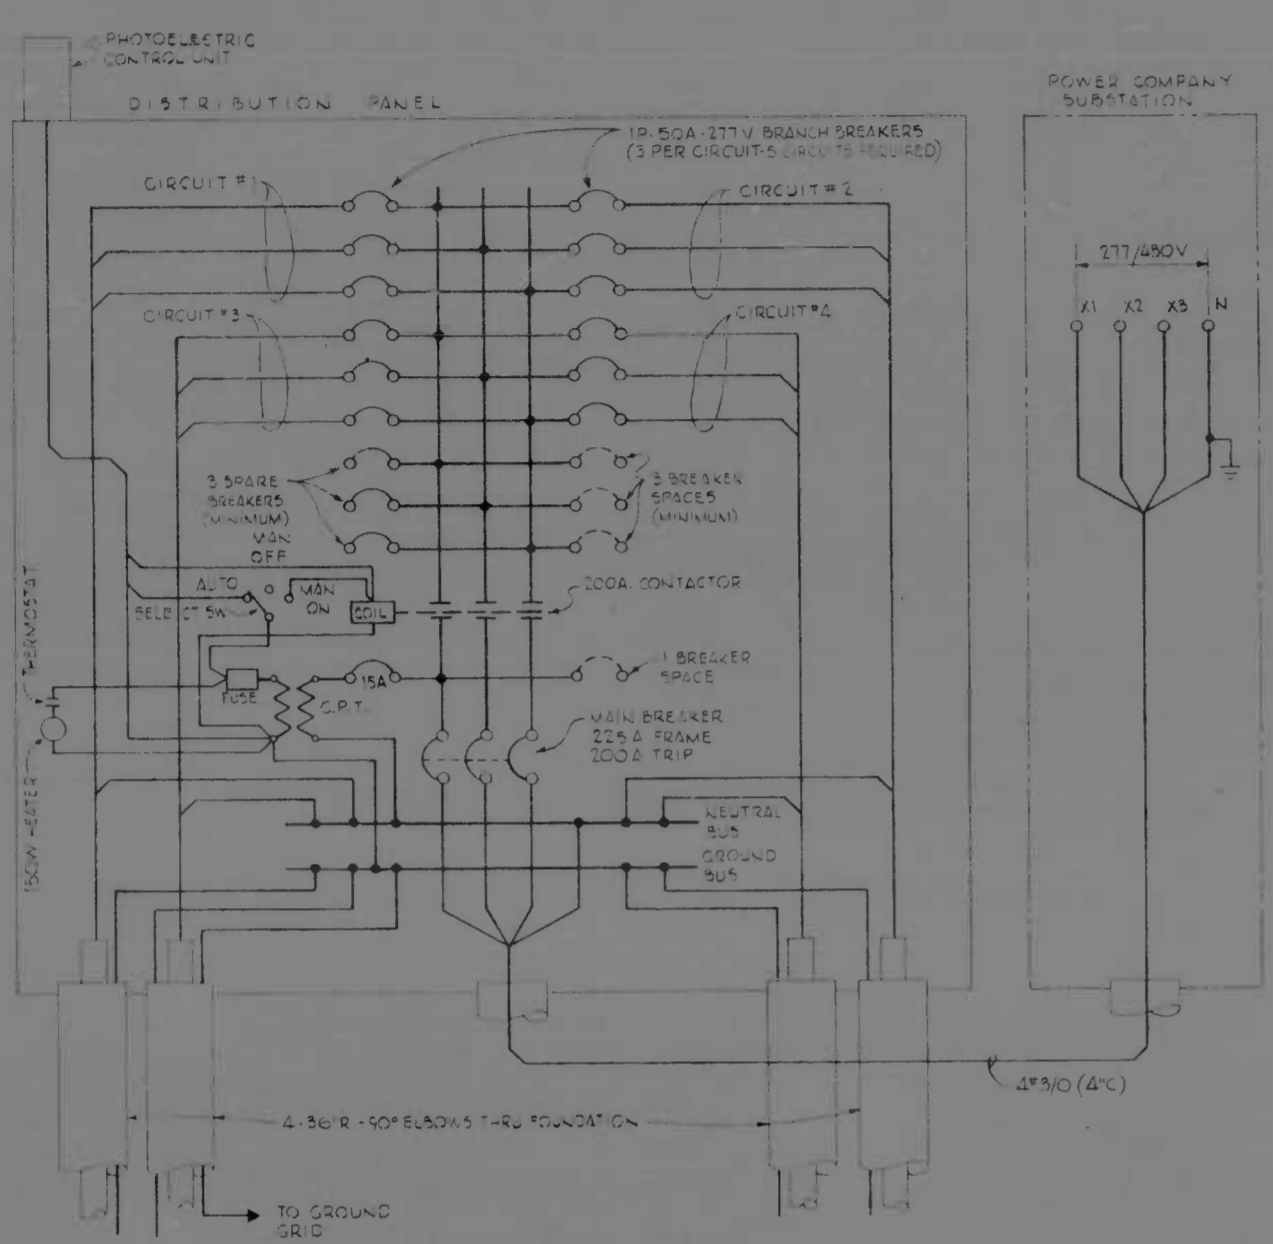 PHOTOELECTRIC
CONTROL UNIT
DISTRIBUTION PANEL
POWER COMPANY
SUBSTATION
1P-50A-277V BRANCH BREAKERS
(3 PER CIRCUIT-5 CIRCUITS REQUIRED)
CIRCUIT #1
CIRCUIT #2
277/480V
X1 X2 X3 N
CIRCUIT #3
CIRCUIT #4
3 SPARE
BREAKERS
(MINIMUM)
3 BREAKER
SPACES
(MINIMUM)
MAN
OFF
AUTO
MAN
ON
SELECT SW
COIL
200A. CONTACTOR
THERMOSTAT
FUSE
C.P.T.
15A
1 BREAKER
SPACE
MAIN BREAKER
225A FRAME
200A TRIP
150W HEATER
NEUTRAL
BUS
GROUND
BUS
4#3/0 (4"C)
4-36"R-90° ELBOWS THRU FOUNDATION
TO GROUND
GRID